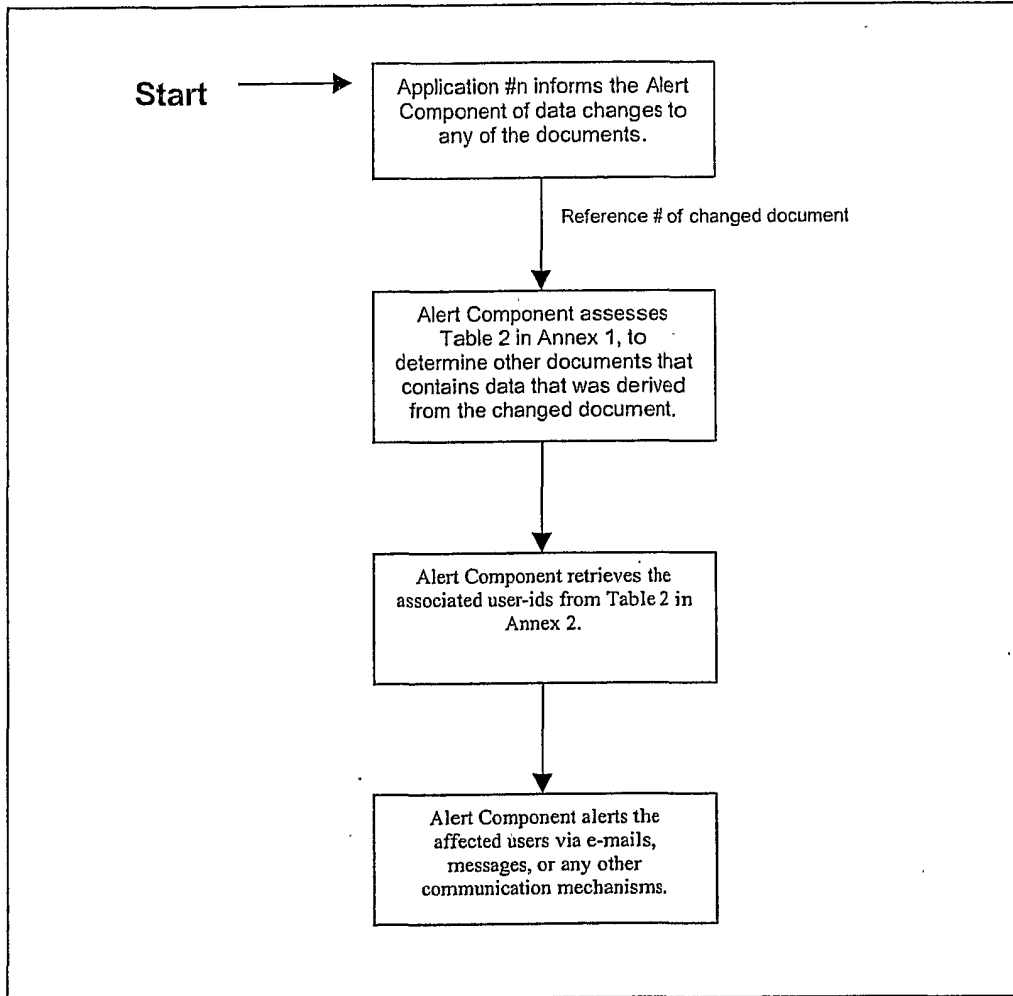 Start
Application #n informs the Alert
Component of data changes to
any of the documents.
Reference # of changed document
Alert Component assesses
Table 2 in Annex 1, to
determine other documents that
contains data that was derived
from the changed document.
Alert Component retrieves the
associated user-ids from Table 2 in
Annex 2.
Alert Component alerts the
affected users via e-mails,
messages, or any other
communication mechanisms.